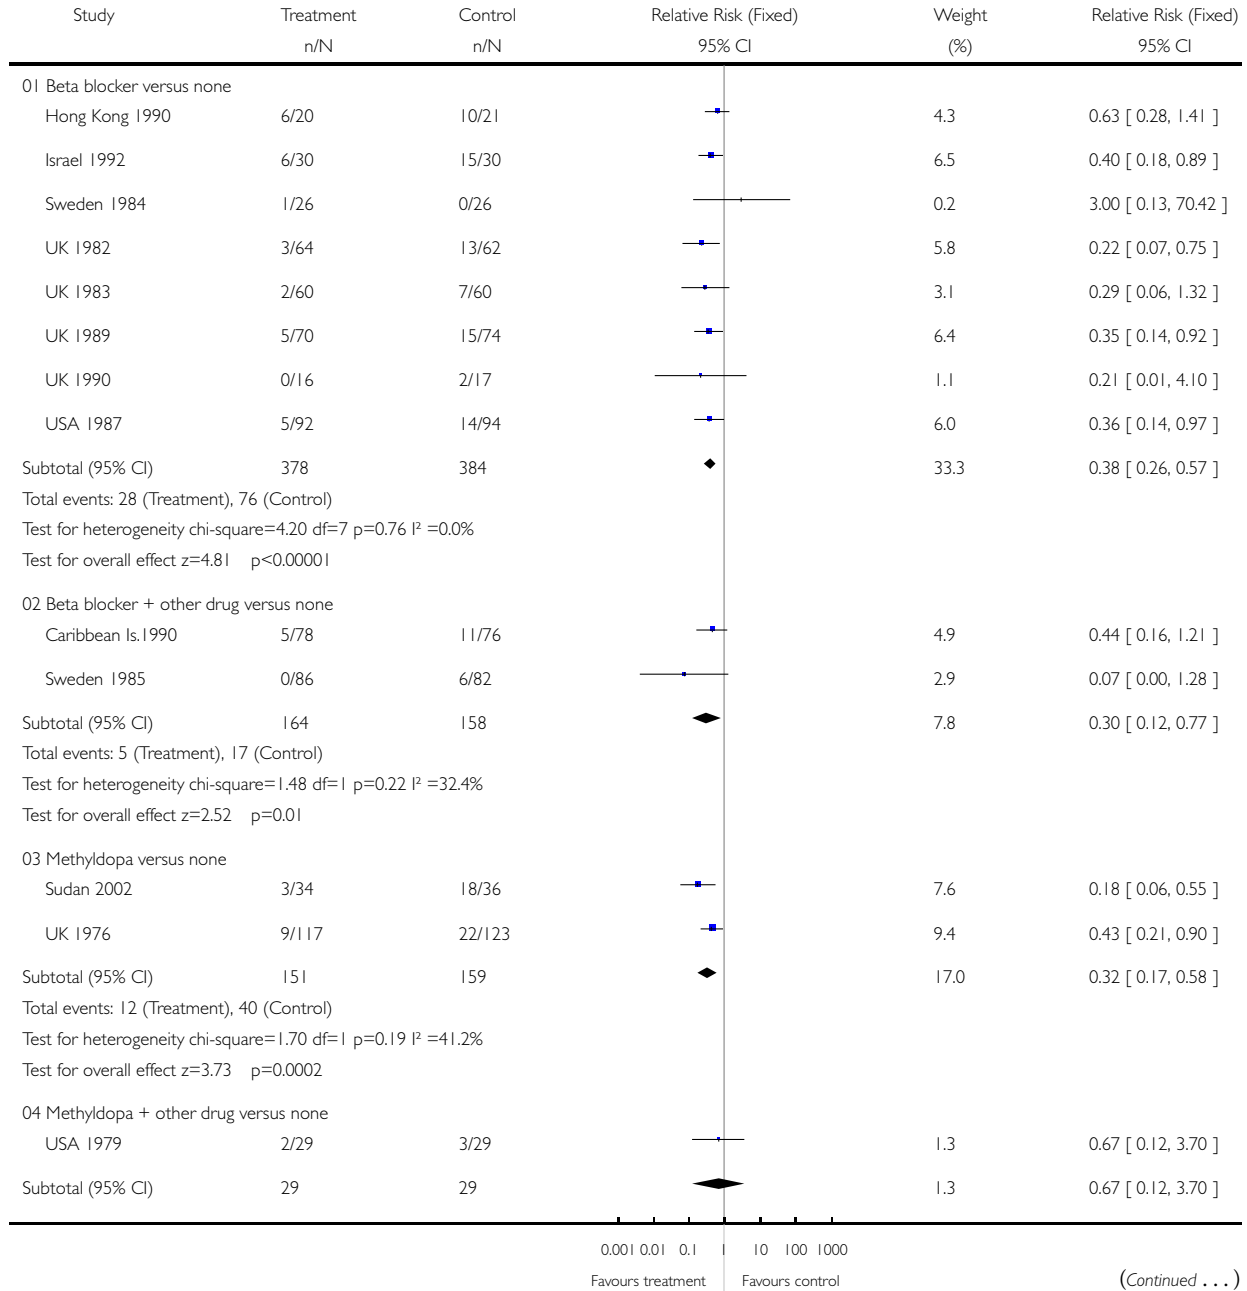 Study Treatment Control Relative Risk (Fixed) Weight Relative Risk (Fixed)
n/N n/N 95% CI (%) 95% CI
01 Beta blocker versus none
Hong Kong 1990 6/20 10/21 4.3 0.63 [ 0.28, 1.41 ]
Israel 1992 6/30 15/30 6.5 0.40 [ 0.18, 0.89 ]
Sweden 1984 1/26 0/26 0.2 3.00 [ 0.13, 70.42 ]
UK 1982 3/64 13/62 5.8 0.22 [ 0.07, 0.75 ]
UK 1983 2/60 7/60 3.1 0.29 [ 0.06, 1.32 ]
UK 1989 5/70 15/74 6.4 0.35 [ 0.14, 0.92 ]
UK 1990 0/16 2/17 1.1 0.21 [ 0.01, 4.10 ]
USA 1987 5/92 14/94 6.0 0.36 [ 0.14, 0.97 ]
Subtotal (95% CI) 378 384 33.3 0.38 [ 0.26, 0.57 ]
Total events: 28 (Treatment), 76 (Control)
Test for heterogeneity chi-square=4.20 df=7 p=0.76 I² =0.0%
Test for overall effect z=4.81 p<0.00001
02 Beta blocker + other drug versus none
Caribbean Is.1990 5/78 11/76 4.9 0.44 [ 0.16, 1.21 ]
Sweden 1985 0/86 6/82 2.9 0.07 [ 0.00, 1.28 ]
Subtotal (95% CI) 164 158 7.8 0.30 [ 0.12, 0.77 ]
Total events: 5 (Treatment), 17 (Control)
Test for heterogeneity chi-square=1.48 df=1 p=0.22 I² =32.4%
Test for overall effect z=2.52 p=0.01
03 Methyldopa versus none
Sudan 2002 3/34 18/36 7.6 0.18 [ 0.06, 0.55 ]
UK 1976 9/117 22/123 9.4 0.43 [ 0.21, 0.90 ]
Subtotal (95% CI) 151 159 17.0 0.32 [ 0.17, 0.58 ]
Total events: 12 (Treatment), 40 (Control)
Test for heterogeneity chi-square=1.70 df=1 p=0.19 I² =41.2%
Test for overall effect z=3.73 p=0.0002
04 Methyldopa + other drug versus none
USA 1979 2/29 3/29 1.3 0.67 [ 0.12, 3.70 ]
Subtotal (95% CI) 29 29 1.3 0.67 [ 0.12, 3.70 ]
0.001 0.01 0.1 1 10 100 1000
Favours treatment Favours control (Continued . . . )